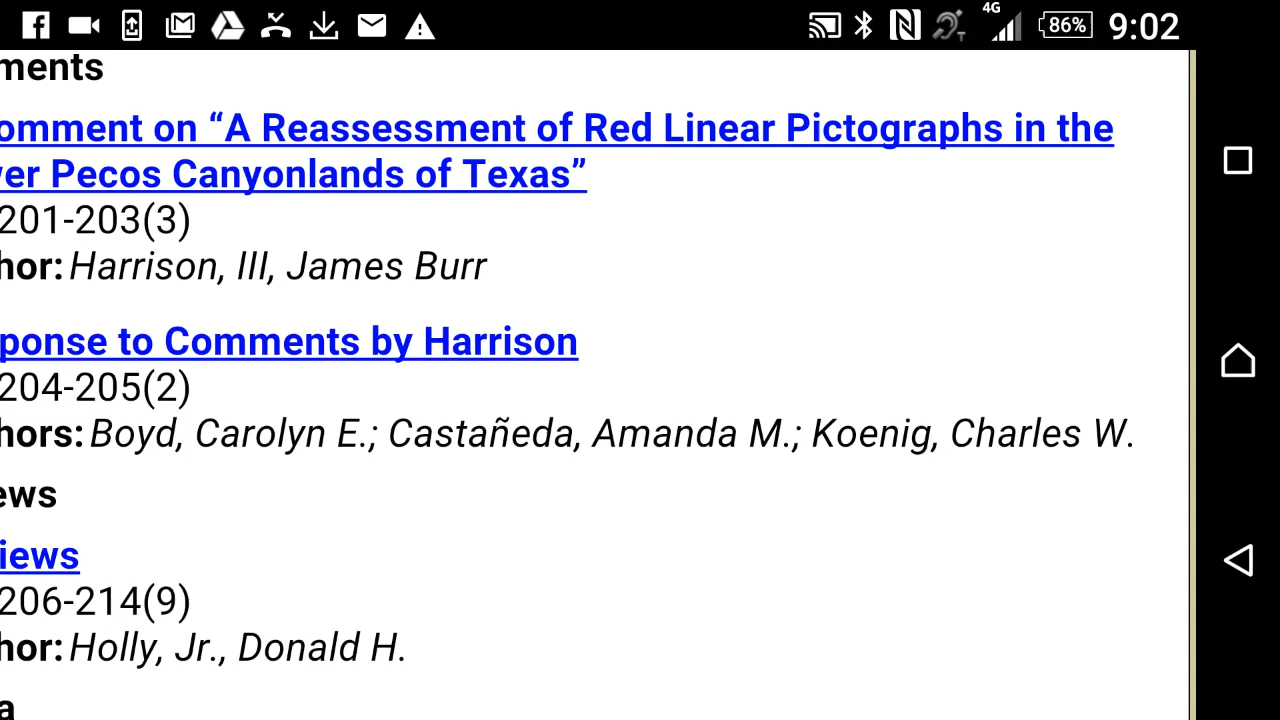 4G 86% 9:02
ments
omment on “A Reassessment of Red Linear Pictographs in the
er Pecos Canyonlands of Texas”
201-203(3)
hor: Harrison, III, James Burr
ponse to Comments by Harrison
204-205(2)
hors: Boyd, Carolyn E.; Castañeda, Amanda M.; Koenig, Charles W.
ews
iews
206-214(9)
hor: Holly, Jr., Donald H.
a